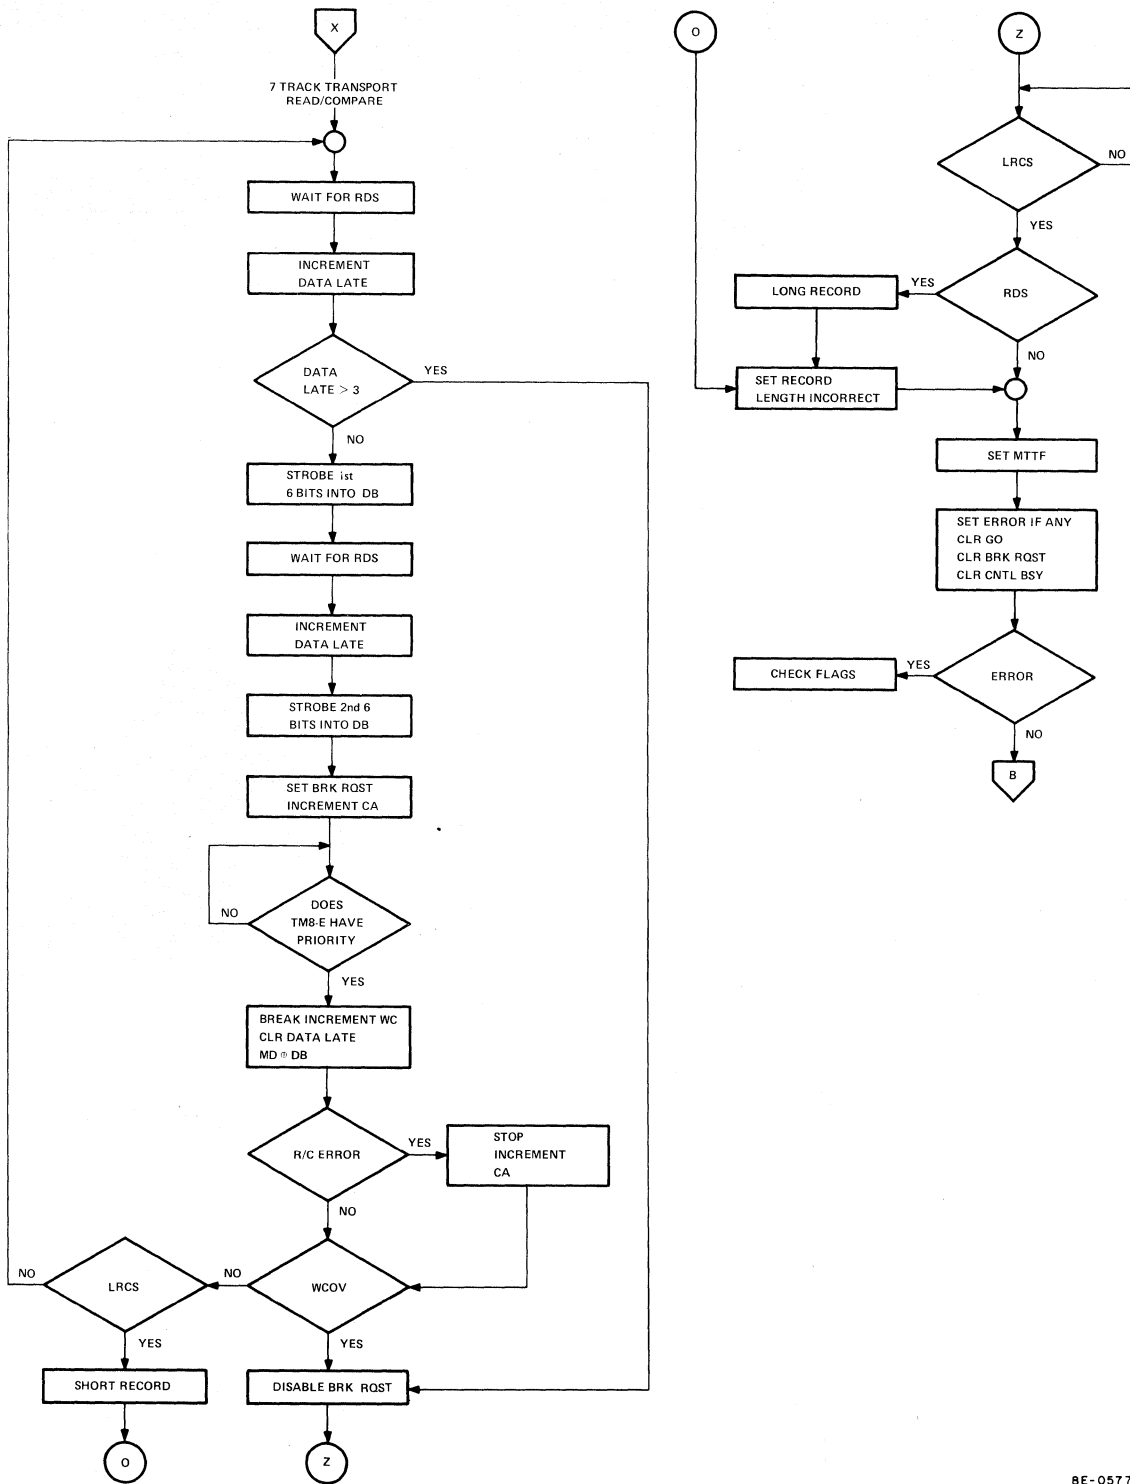 X
7 TRACK TRANSPORT
READ/COMPARE
WAIT FOR RDS
INCREMENT
DATA LATE
DATA
LATE > 3
YES
NO
STROBE ist
6 BITS INTO DB
WAIT FOR RDS
INCREMENT
DATA LATE
STROBE 2nd 6
BITS INTO DB
SET BRK RQST
INCREMENT CA
DOES
TM8-E HAVE
PRIORITY
NO
YES
BREAK INCREMENT WC
CLR DATA LATE
MD ⊕ DB
R/C ERROR
YES
STOP
INCREMENT
CA
NO
WCOV
NO
LRCS
NO
YES
YES
SHORT RECORD
DISABLE BRK RQST
O
Z
O
Z
LRCS
NO
YES
RDS
YES
LONG RECORD
NO
SET RECORD
LENGTH INCORRECT
SET MTTF
SET ERROR IF ANY
CLR GO
CLR BRK RQST
CLR CNTL BSY
ERROR
YES
CHECK FLAGS
NO
B
8E-0577